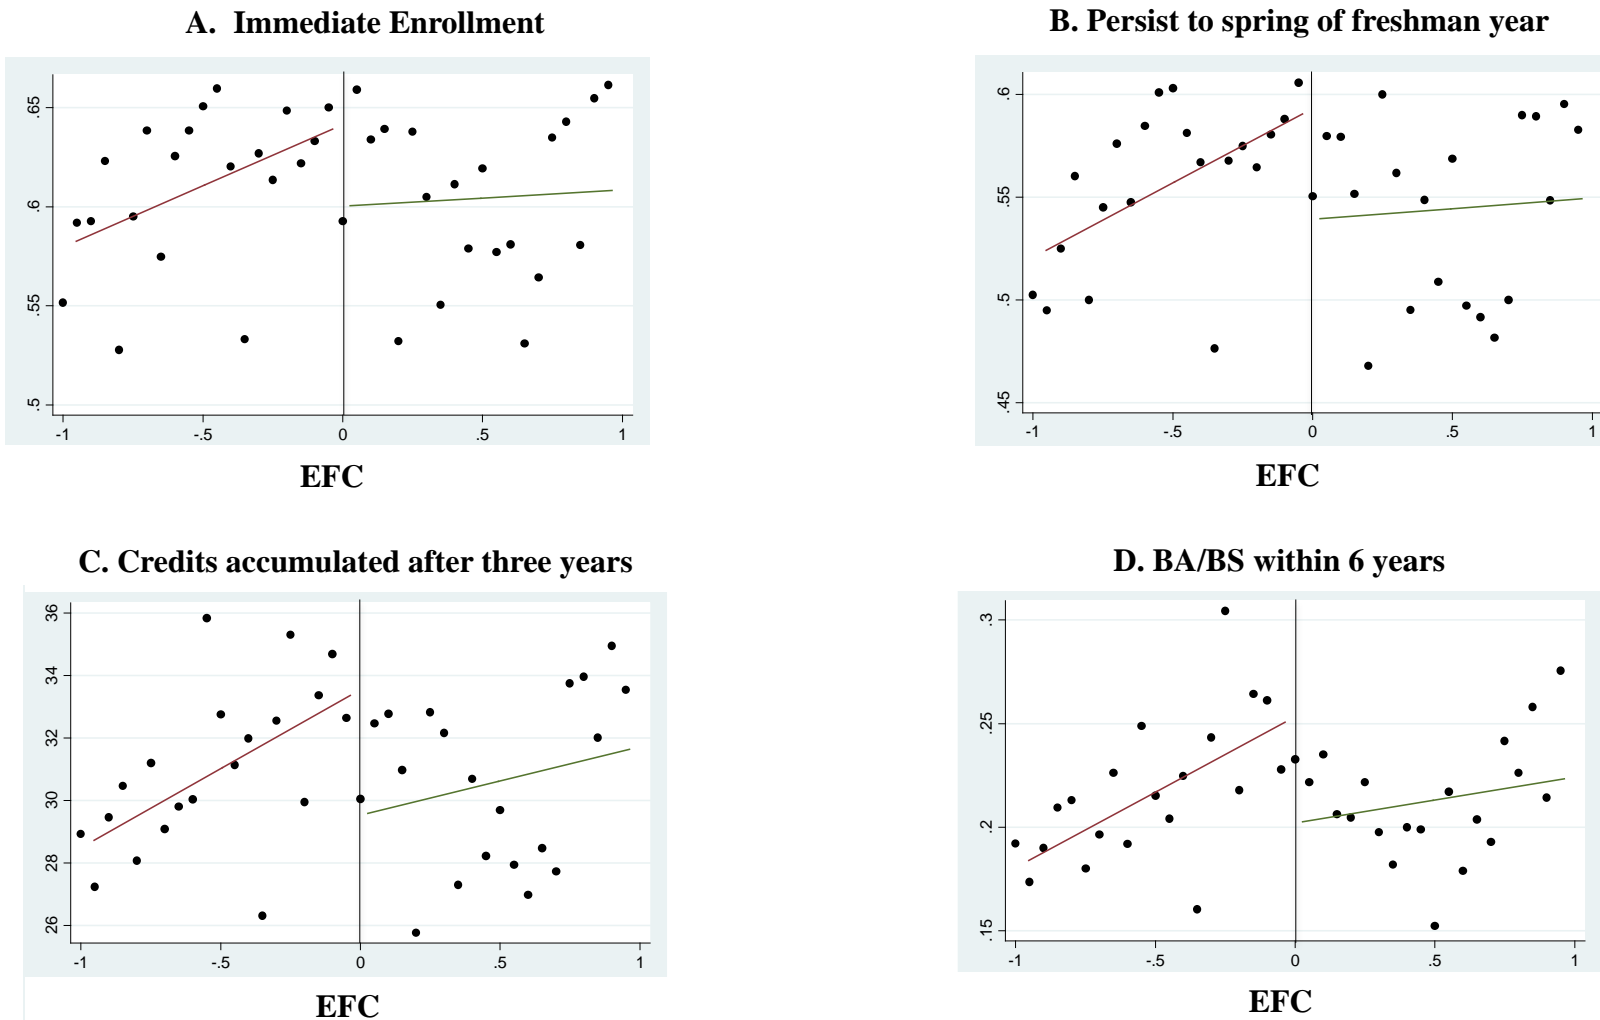 A. Immediate Enrollment
.65
.6
.55
.5
-1 -.5 0 .5 1
EFC
B. Persist to spring of freshman year
.6
.55
.5
.45
-1 -.5 0 .5 1
EFC
C. Credits accumulated after three years
36
34
32
30
28
26
-1 -.5 0 .5 1
EFC
D. BA/BS within 6 years
.3
.25
.2
.15
-1 -.5 0 .5 1
EFC